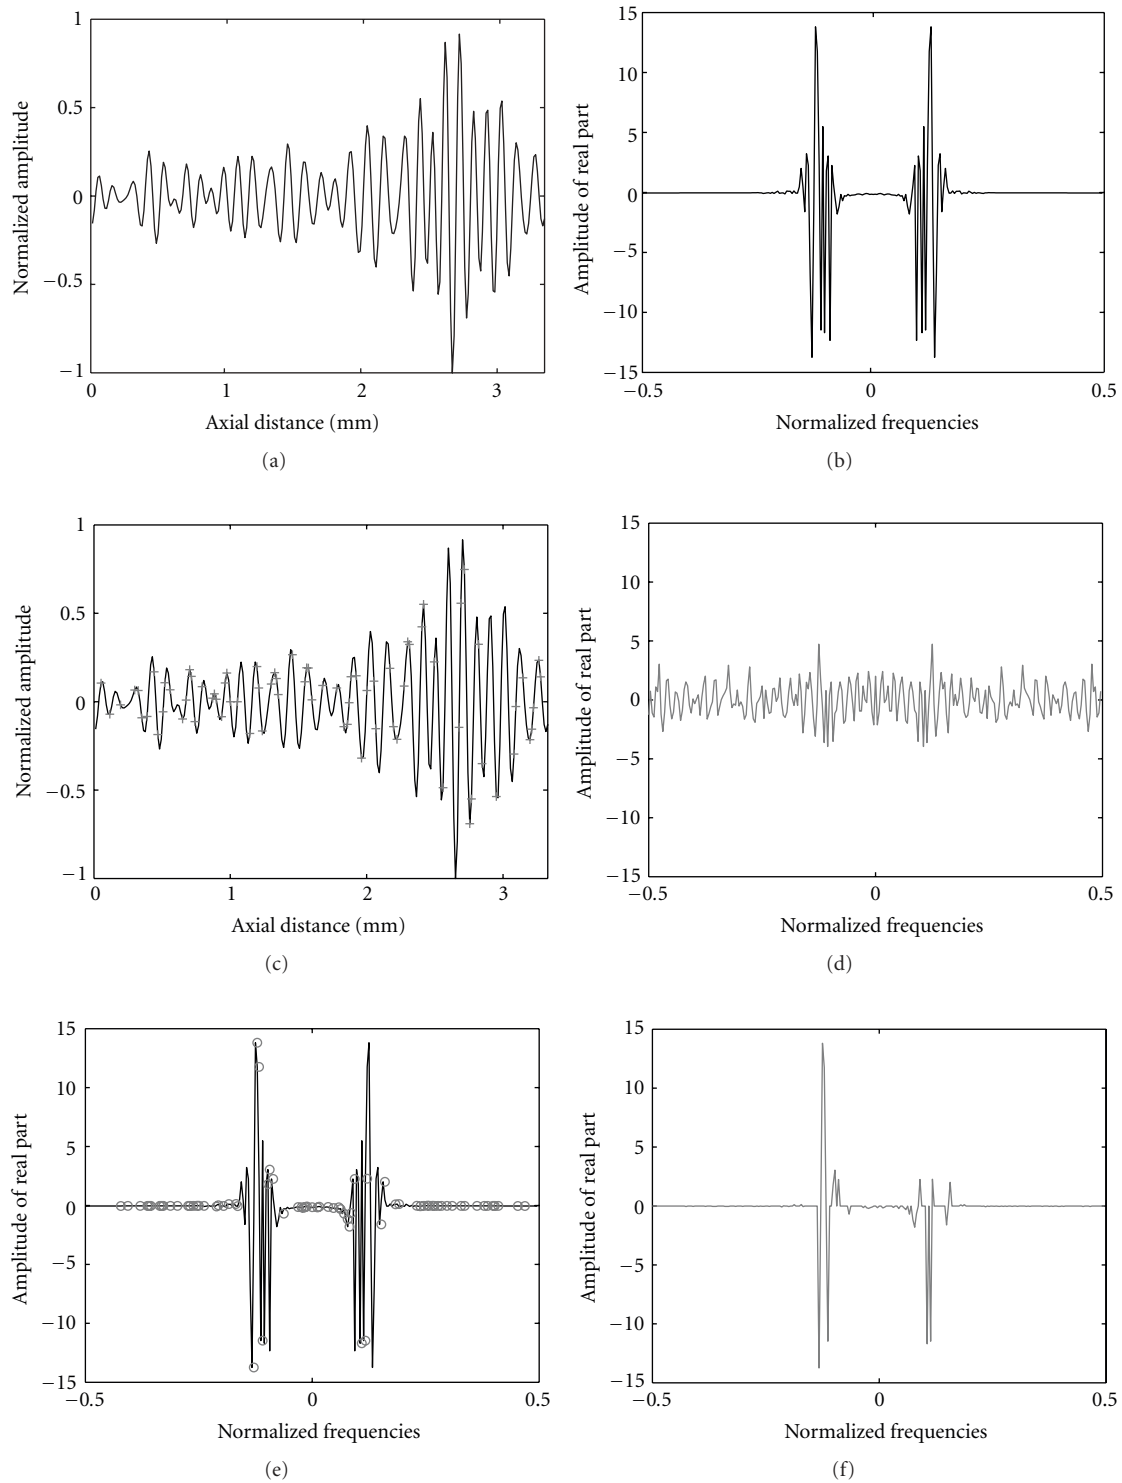 1
0.5
0
−0.5
−1
0 1 2 3
Normalized amplitude
Axial distance (mm)
(a)
15
10
5
0
−5
−10
−15
−0.5 0 0.5
Amplitude of real part
Normalized frequencies
(b)
1
0.5
0
−0.5
−1
0 1 2 3
Normalized amplitude
Axial distance (mm)
(c)
15
10
5
0
−5
−10
−15
−0.5 0 0.5
Amplitude of real part
Normalized frequencies
(d)
15
10
5
0
−5
−10
−15
−0.5 0 0.5
Amplitude of real part
Normalized frequencies
(e)
15
10
5
0
−5
−10
−15
−0.5 0 0.5
Amplitude of real part
Normalized frequencies
(f)